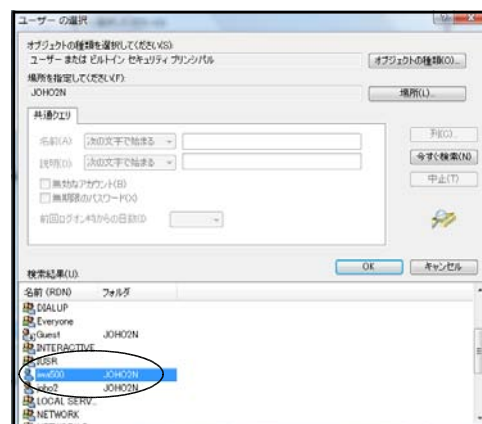 ユーザー の選択
オブジェクトの種類を選択してください(S):
ユーザー または ビルトイン セキュリティ プリンシパル
オブジェクトの種類(O)...
場所を指定してください(F):
JOHO2N
場所(L)...
共通クエリ
名前(A): 次の文字で始まる
列(C)...
説明(D): 次の文字で始まる
今すぐ検索(N)
無効なアカウント(B)
中止(T)
無期限のパスワード(X)
前回ログオン時からの日数(I):
OK
キャンセル
検索結果(U):
名前 (RDN) フォルダ
DIALUP
Everyone
Guest JOHO2N
INTERACTIVE
IUSR
JOHO2N
joho2 JOHO2N
LOCAL SERV...
NETWORK